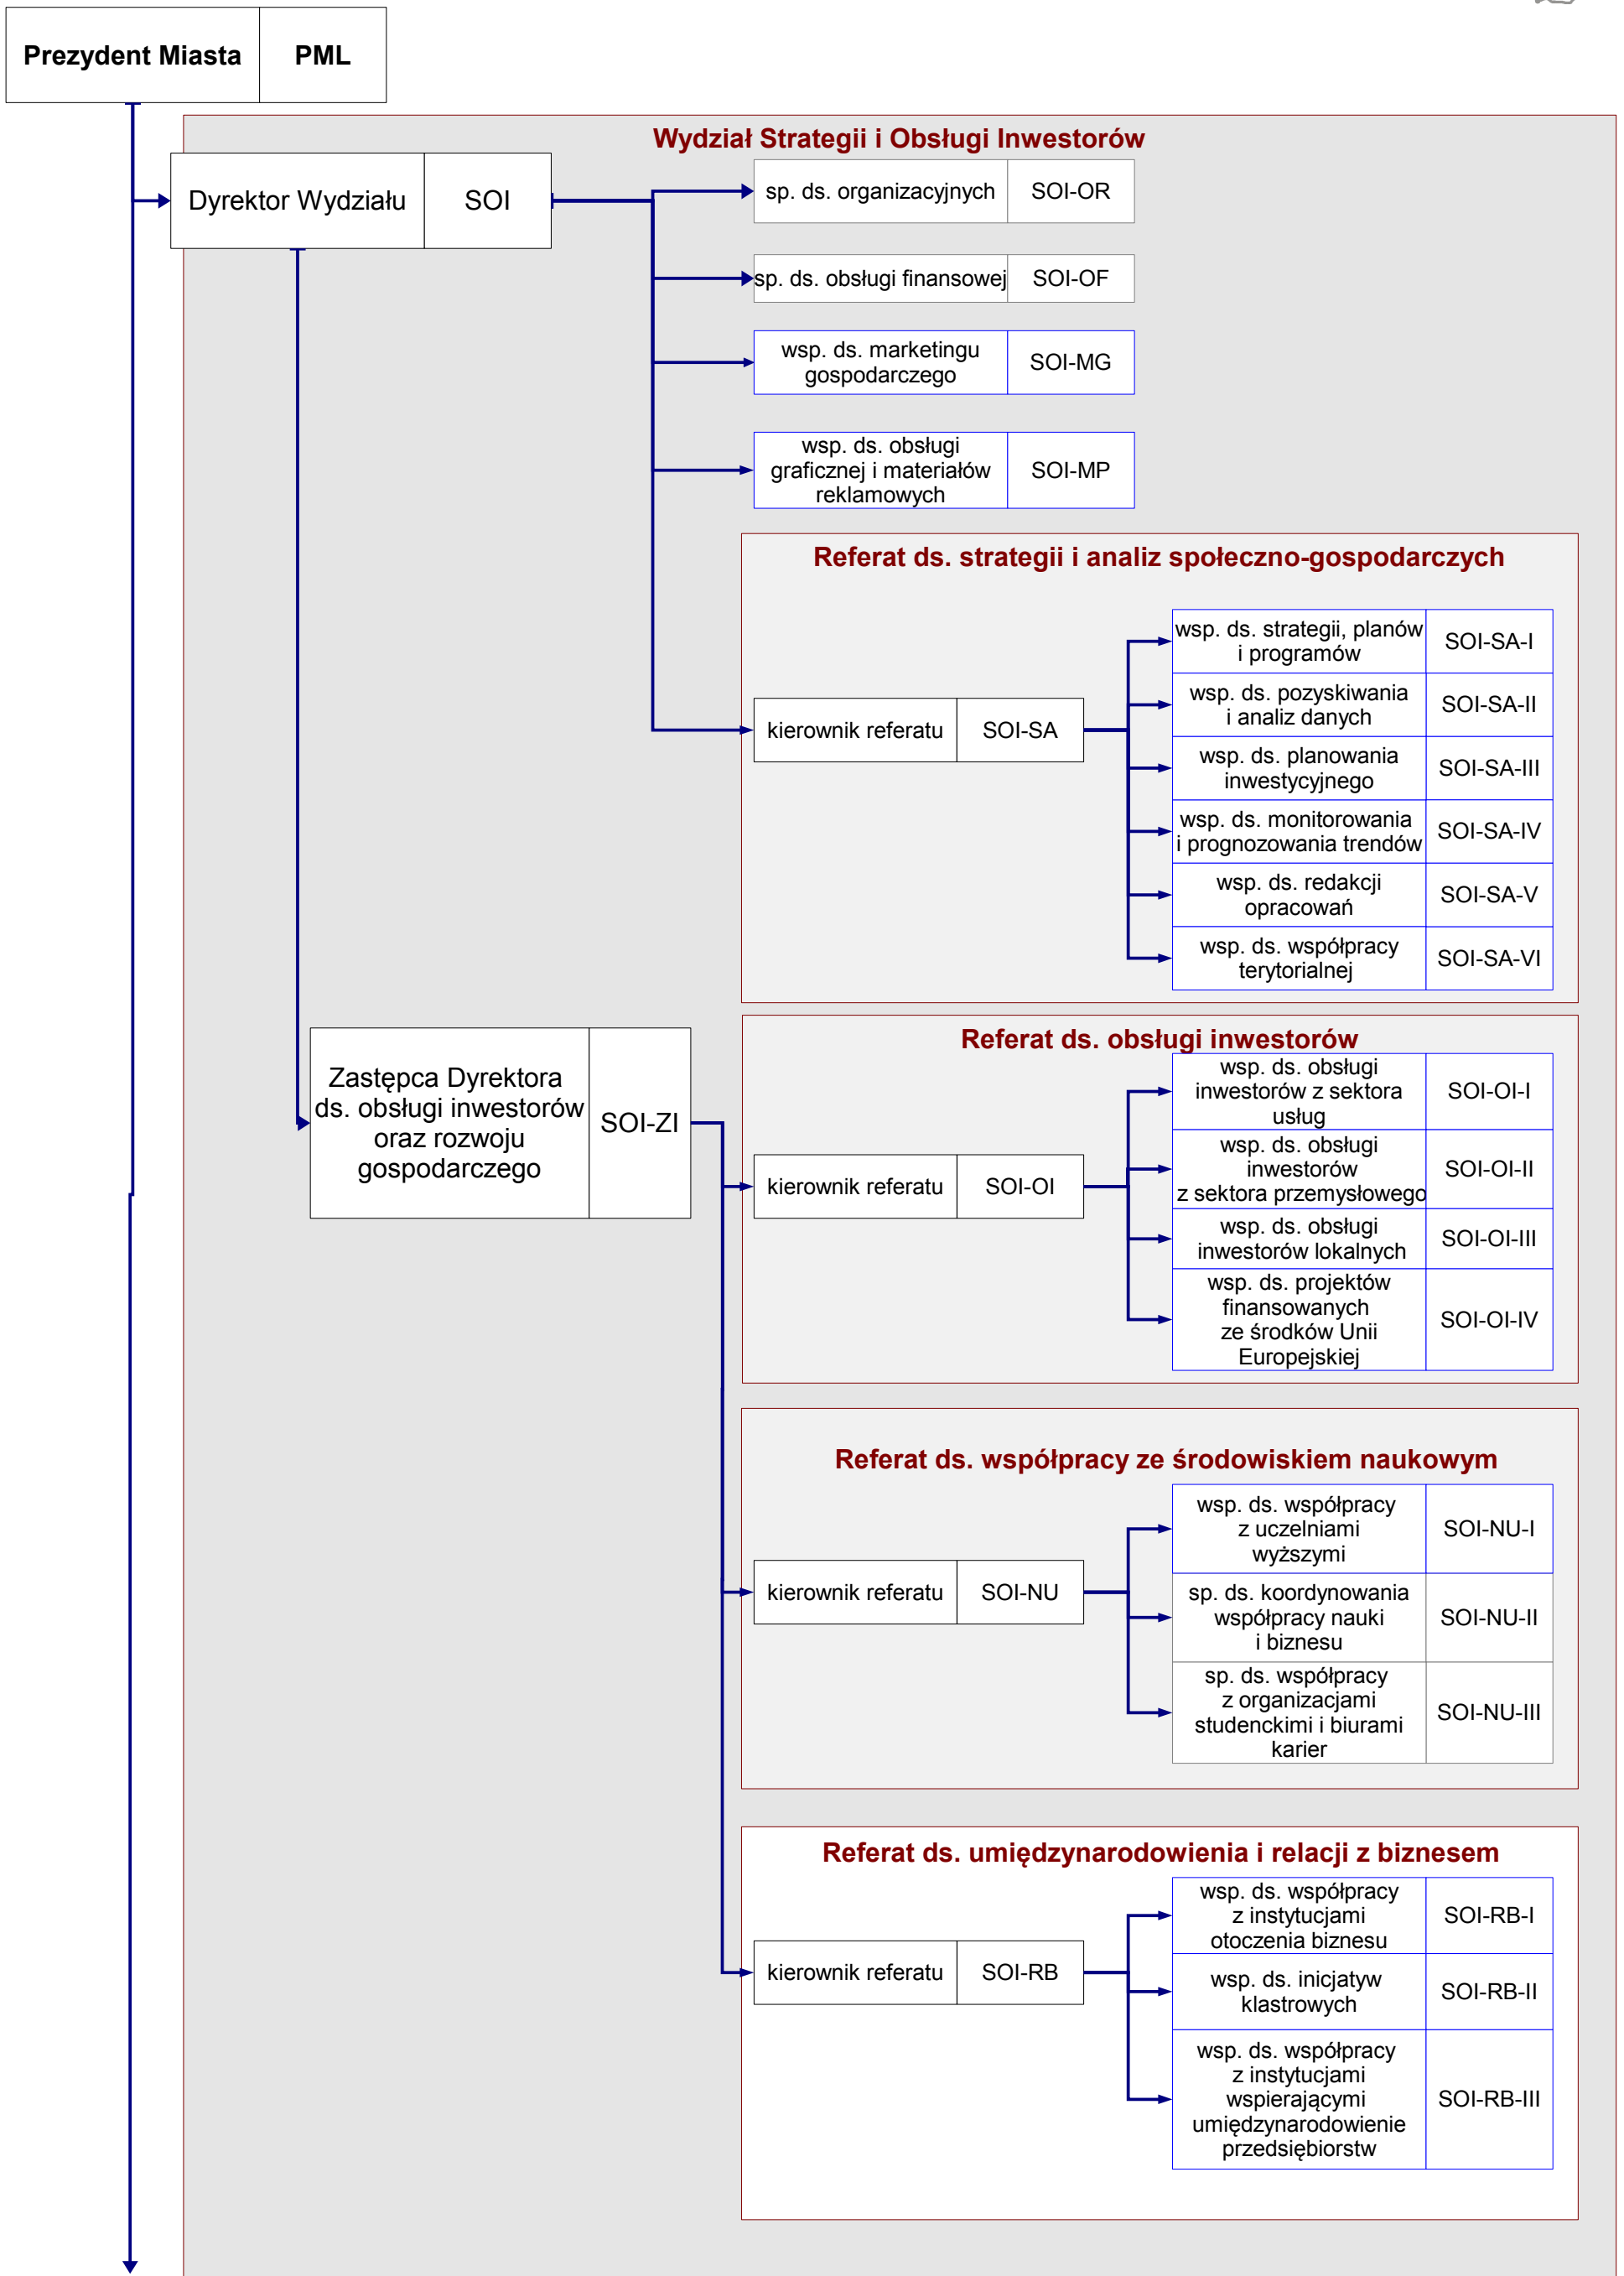 Prezydent Miasta PML
Wydział Strategii i Obsługi Inwestorów
Dyrektor Wydziału SOI
sp. ds. organizacyjnych SOI-OR
sp. ds. obsługi finansowej SOI-OF
wsp. ds. marketingu
gospodarczego
SOI-MG
wsp. ds. obsługi
graficznej i materiałów
reklamowych
SOI-MP
Referat ds. strategii i analiz społeczno-gospodarczych
kierownik referatu SOI-SA
wsp. ds. strategii, planów
i programów
SOI-SA-I
wsp. ds. pozyskiwania
i analiz danych
SOI-SA-II
wsp. ds. planowania
inwestycyjnego
SOI-SA-III
wsp. ds. monitorowania
i prognozowania trendów
SOI-SA-IV
wsp. ds. redakcji
opracowań
SOI-SA-V
wsp. ds. współpracy
terytorialnej
SOI-SA-VI
Zastępca Dyrektora
ds. obsługi inwestorów
oraz rozwoju
gospodarczego
SOI-ZI
Referat ds. obsługi inwestorów
kierownik referatu SOI-OI
wsp. ds. obsługi
inwestorów z sektora
usług
SOI-OI-I
wsp. ds. obsługi
inwestorów
z sektora przemysłowego
SOI-OI-II
wsp. ds. obsługi
inwestorów lokalnych
SOI-OI-III
wsp. ds. projektów
finansowanych
ze środków Unii
Europejskiej
SOI-OI-IV
Referat ds. współpracy ze środowiskiem naukowym
kierownik referatu SOI-NU
wsp. ds. współpracy
z uczelniami
wyższymi
SOI-NU-I
sp. ds. koordynowania
współpracy nauki
i biznesu
SOI-NU-II
sp. ds. współpracy
z organizacjami
studenckimi i biurami
karier
SOI-NU-III
Referat ds. umiędzynarodowienia i relacji z biznesem
kierownik referatu SOI-RB
wsp. ds. współpracy
z instytucjami
otoczenia biznesu
SOI-RB-I
wsp. ds. inicjatyw
klastrowych
SOI-RB-II
wsp. ds. współpracy
z instytucjami
wspierającymi
umiędzynarodowienie
przedsiębiorstw
SOI-RB-III